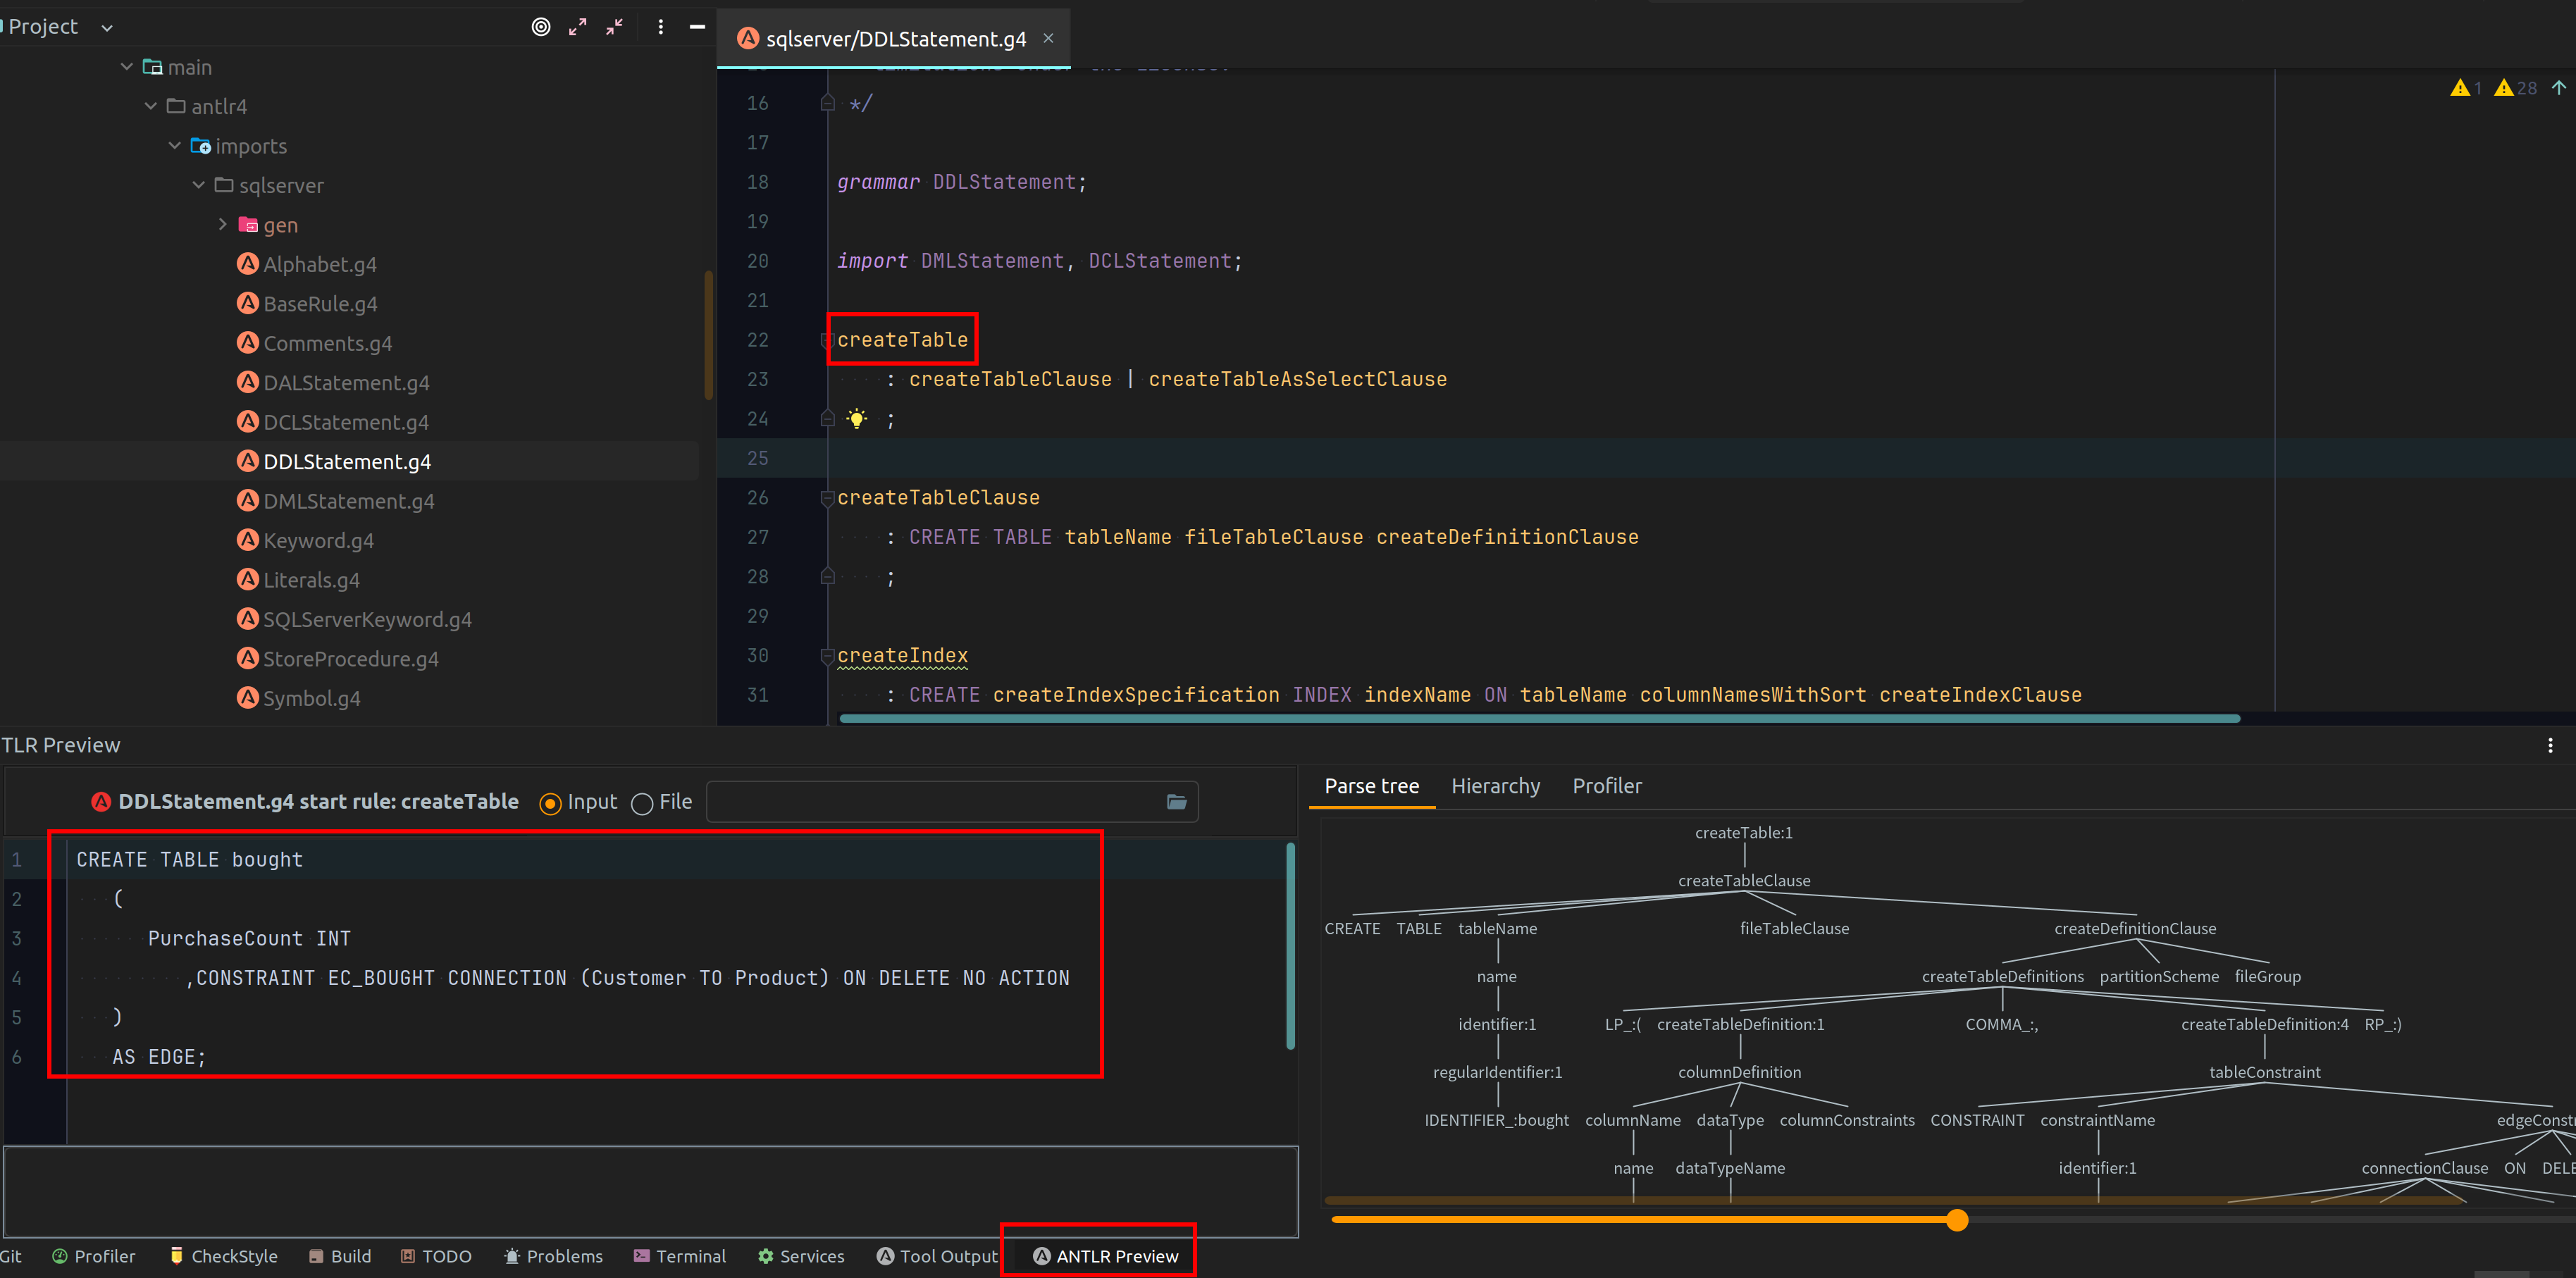 Project
sqlserver/DDLStatement.g4
main
antlr4
imports
sqlserver
gen
Alphabet.g4
BaseRule.g4
Comments.g4
DALStatement.g4
DCLStatement.g4
DDLStatement.g4
DMLStatement.g4
Keyword.g4
Literals.g4
SQLServerKeyword.g4
StoreProcedure.g4
Symbol.g4
1 28
16 */
17
18 grammar DDLStatement;
19
20 import DMLStatement, DCLStatement;
21
22 createTable
23 : createTableClause | createTableAsSelectClause
24 ;
25
26 createTableClause
27 : CREATE TABLE tableName fileTableClause createDefinitionClause
28 ;
29
30 createIndex
31 : CREATE createIndexSpecification INDEX indexName ON tableName columnNamesWithSort createIndexClause
TLR Preview
DDLStatement.g4 start rule: createTable Input File
1 CREATE TABLE bought
2 (
3 PurchaseCount INT
4 ,CONSTRAINT EC_BOUGHT CONNECTION (Customer TO Product) ON DELETE NO ACTION
5 )
6 AS EDGE;
Parse tree Hierarchy Profiler
createTable:1
createTableClause
CREATE TABLE tableName fileTableClause createDefinitionClause
name createTableDefinitions partitionScheme fileGroup
identifier:1 LP_:( createTableDefinition:1 COMMA_:, createTableDefinition:4 RP_:)
regularIdentifier:1 columnDefinition tableConstraint
IDENTIFIER_:bought columnName dataType columnConstraints CONSTRAINT constraintName edgeConstr
name dataTypeName identifier:1 connectionClause ON DELE
Git Profiler CheckStyle Build TODO Problems Terminal Services Tool Output ANTLR Preview